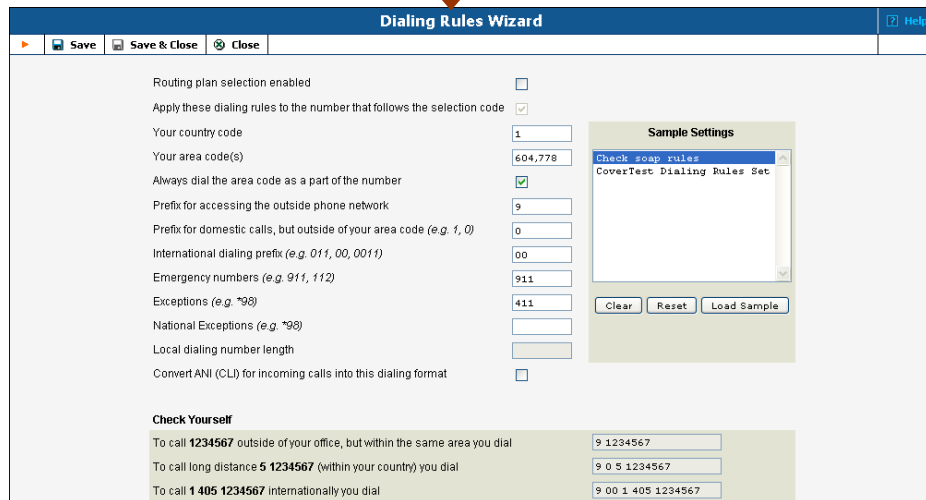 Dialing Rules Wizard
? Help
Save Save & Close Close
Routing plan selection enabled
Apply these dialing rules to the number that follows the selection code
Your country code 1
Sample Settings
Your area code(s) 604,778
Check soap rules
CoverTest Dialing Rules Set
Always dial the area code as a part of the number
Prefix for accessing the outside phone network 9
Prefix for domestic calls, but outside of your area code (e.g. 1, 0) 0
International dialing prefix (e.g. 011, 00, 0011) 00
Emergency numbers (e.g. 911, 112) 911
Exceptions (e.g. *98) 411
Clear Reset Load Sample
National Exceptions (e.g. *98)
Local dialing number length
Convert ANI (CLI) for incoming calls into this dialing format
Check Yourself
To call 1234567 outside of your office, but within the same area you dial 9 1234567
To call long distance 5 1234567 (within your country) you dial 9 0 5 1234567
To call 1 405 1234567 internationally you dial 9 00 1 405 1234567